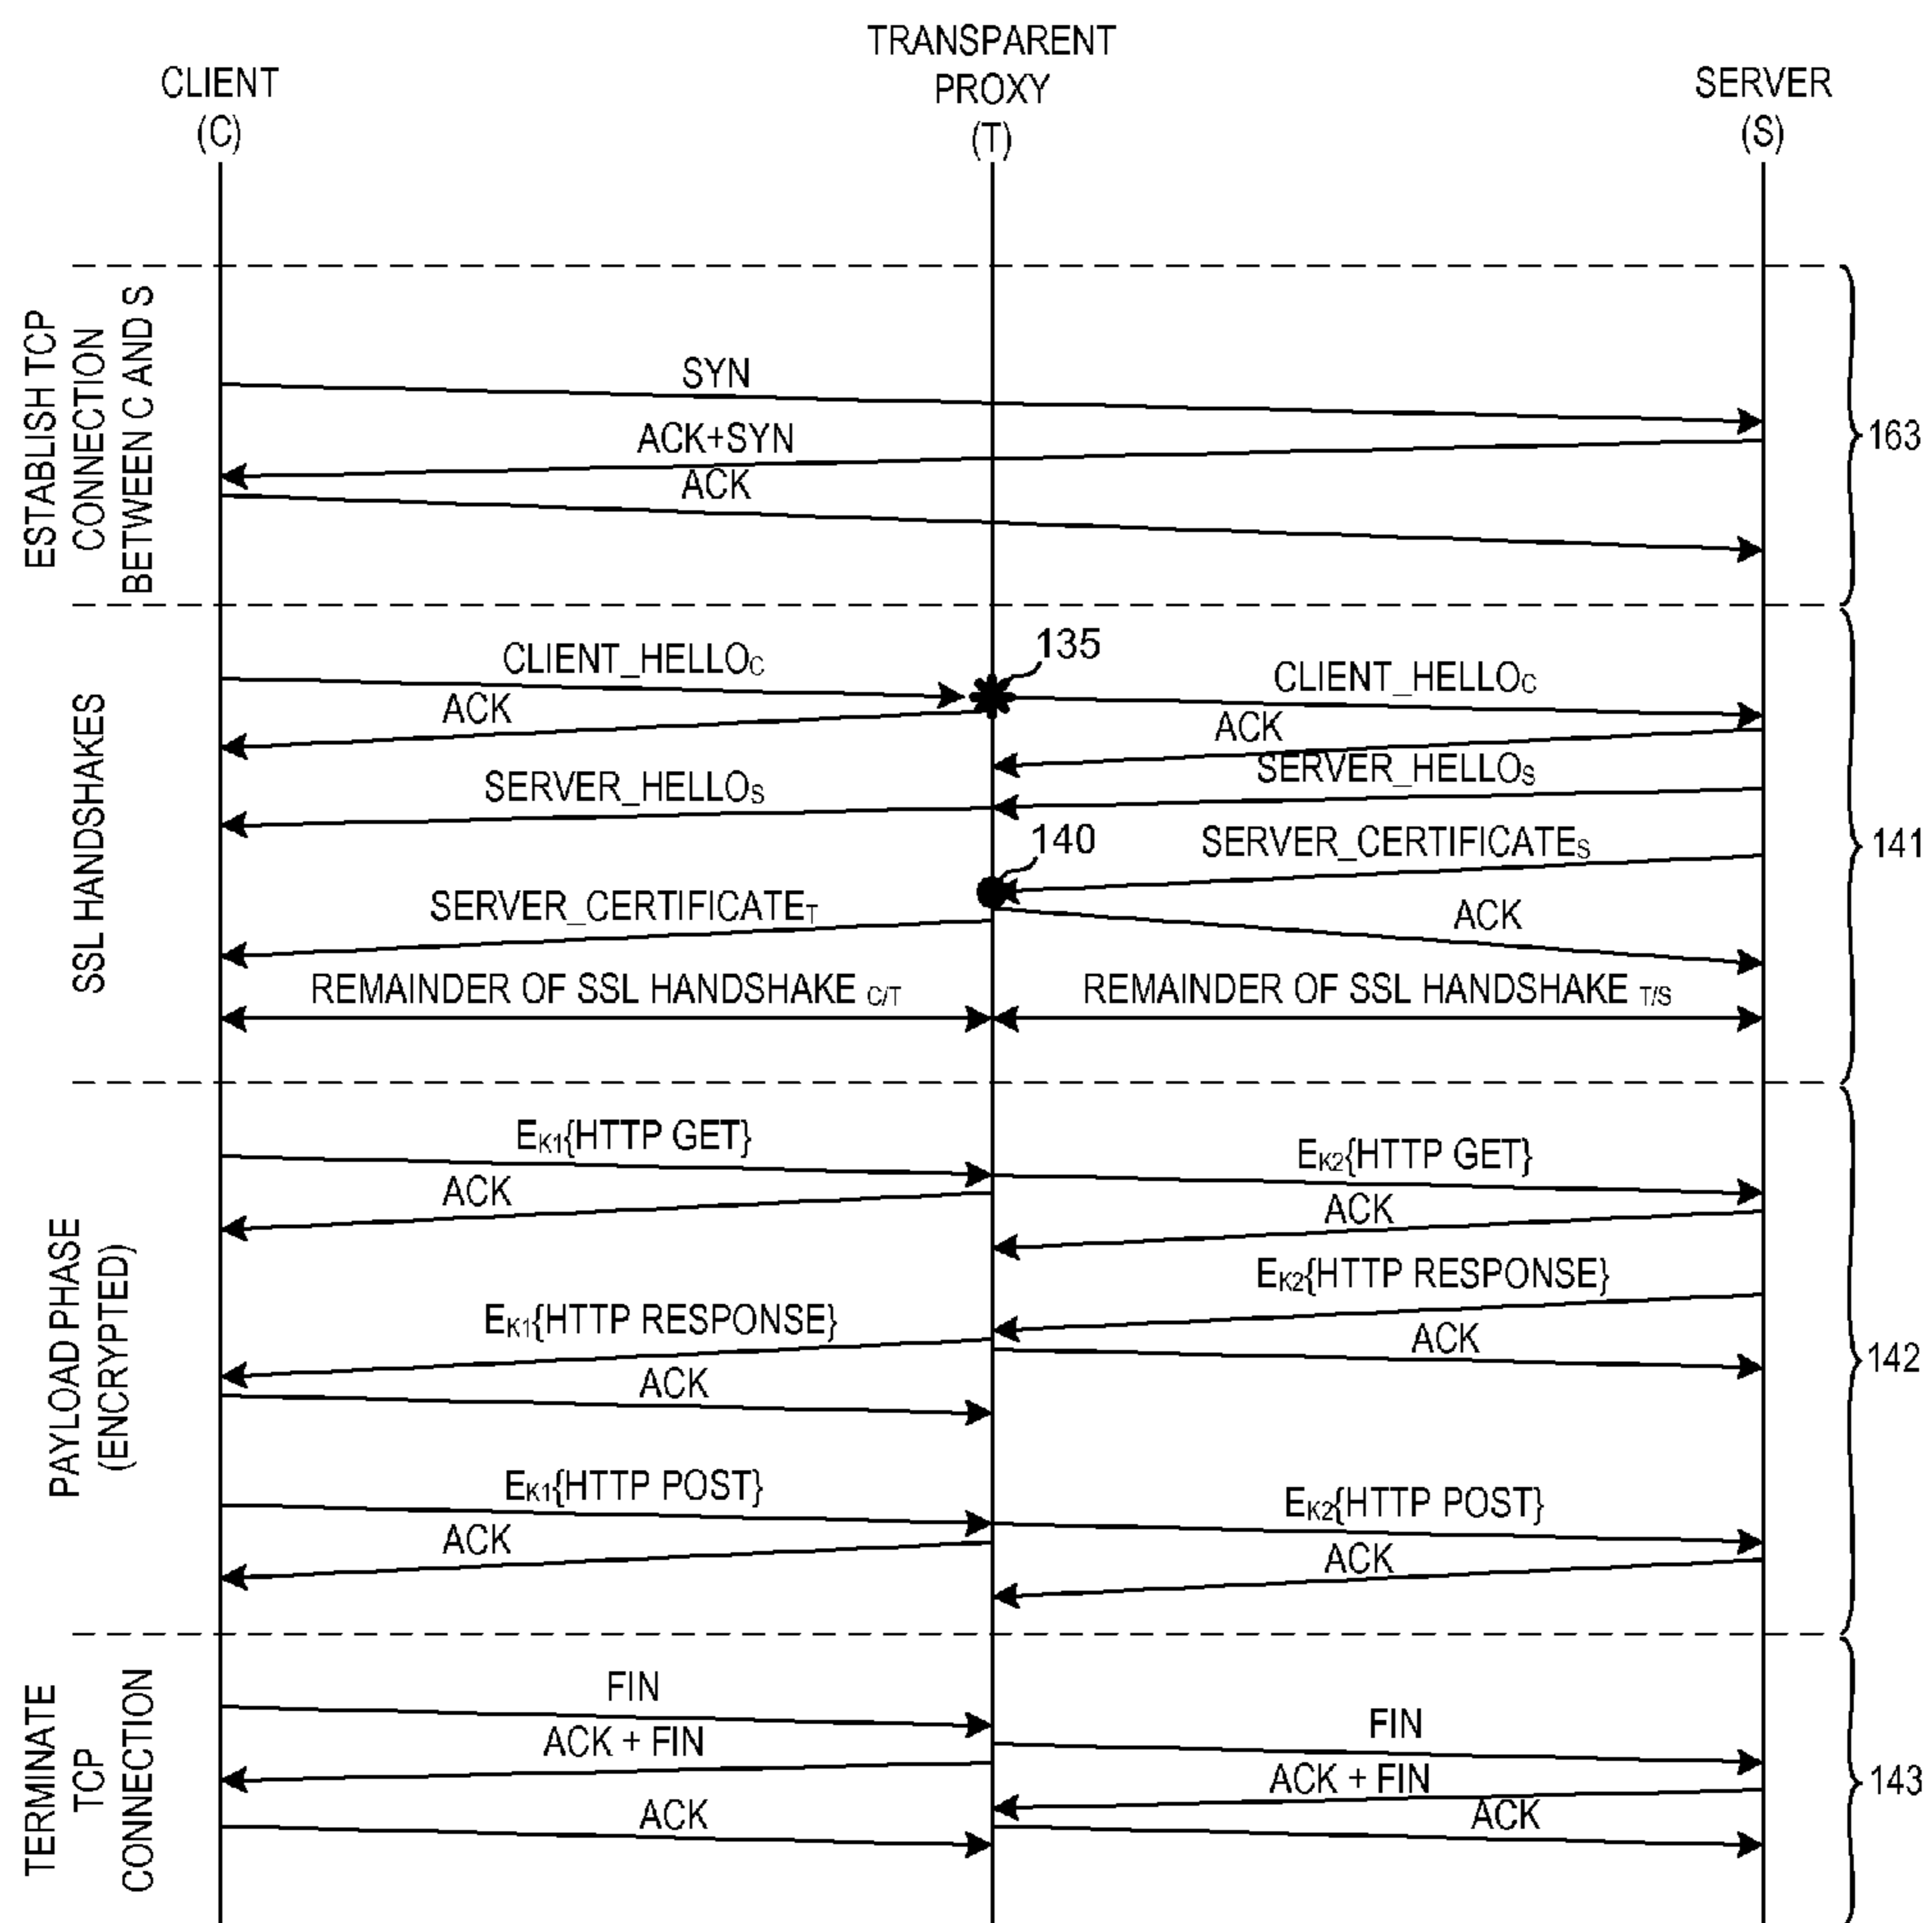 TRANSPARENT
PROXY
(T)
CLIENT
(C)
SERVER
(S)
ESTABLISH TCP
CONNECTION
BETWEEN C AND S
SYN
ACK+SYN
ACK
163
SSL HANDSHAKES
CLIENT_HELLOC
135
CLIENT_HELLOC
ACK
ACK
SERVER_HELLOS
SERVER_HELLOS
140
SERVER_CERTIFICATES
SERVER_CERTIFICATET
ACK
REMAINDER OF SSL HANDSHAKE C/T
REMAINDER OF SSL HANDSHAKE T/S
141
PAYLOAD PHASE
(ENCRYPTED)
EK1{HTTP GET}
EK2{HTTP GET}
ACK
ACK
EK2{HTTP RESPONSE}
EK1{HTTP RESPONSE}
ACK
ACK
EK1{HTTP POST}
EK2{HTTP POST}
ACK
ACK
142
TERMINATE
TCP
CONNECTION
FIN
FIN
ACK + FIN
ACK + FIN
ACK
ACK
143